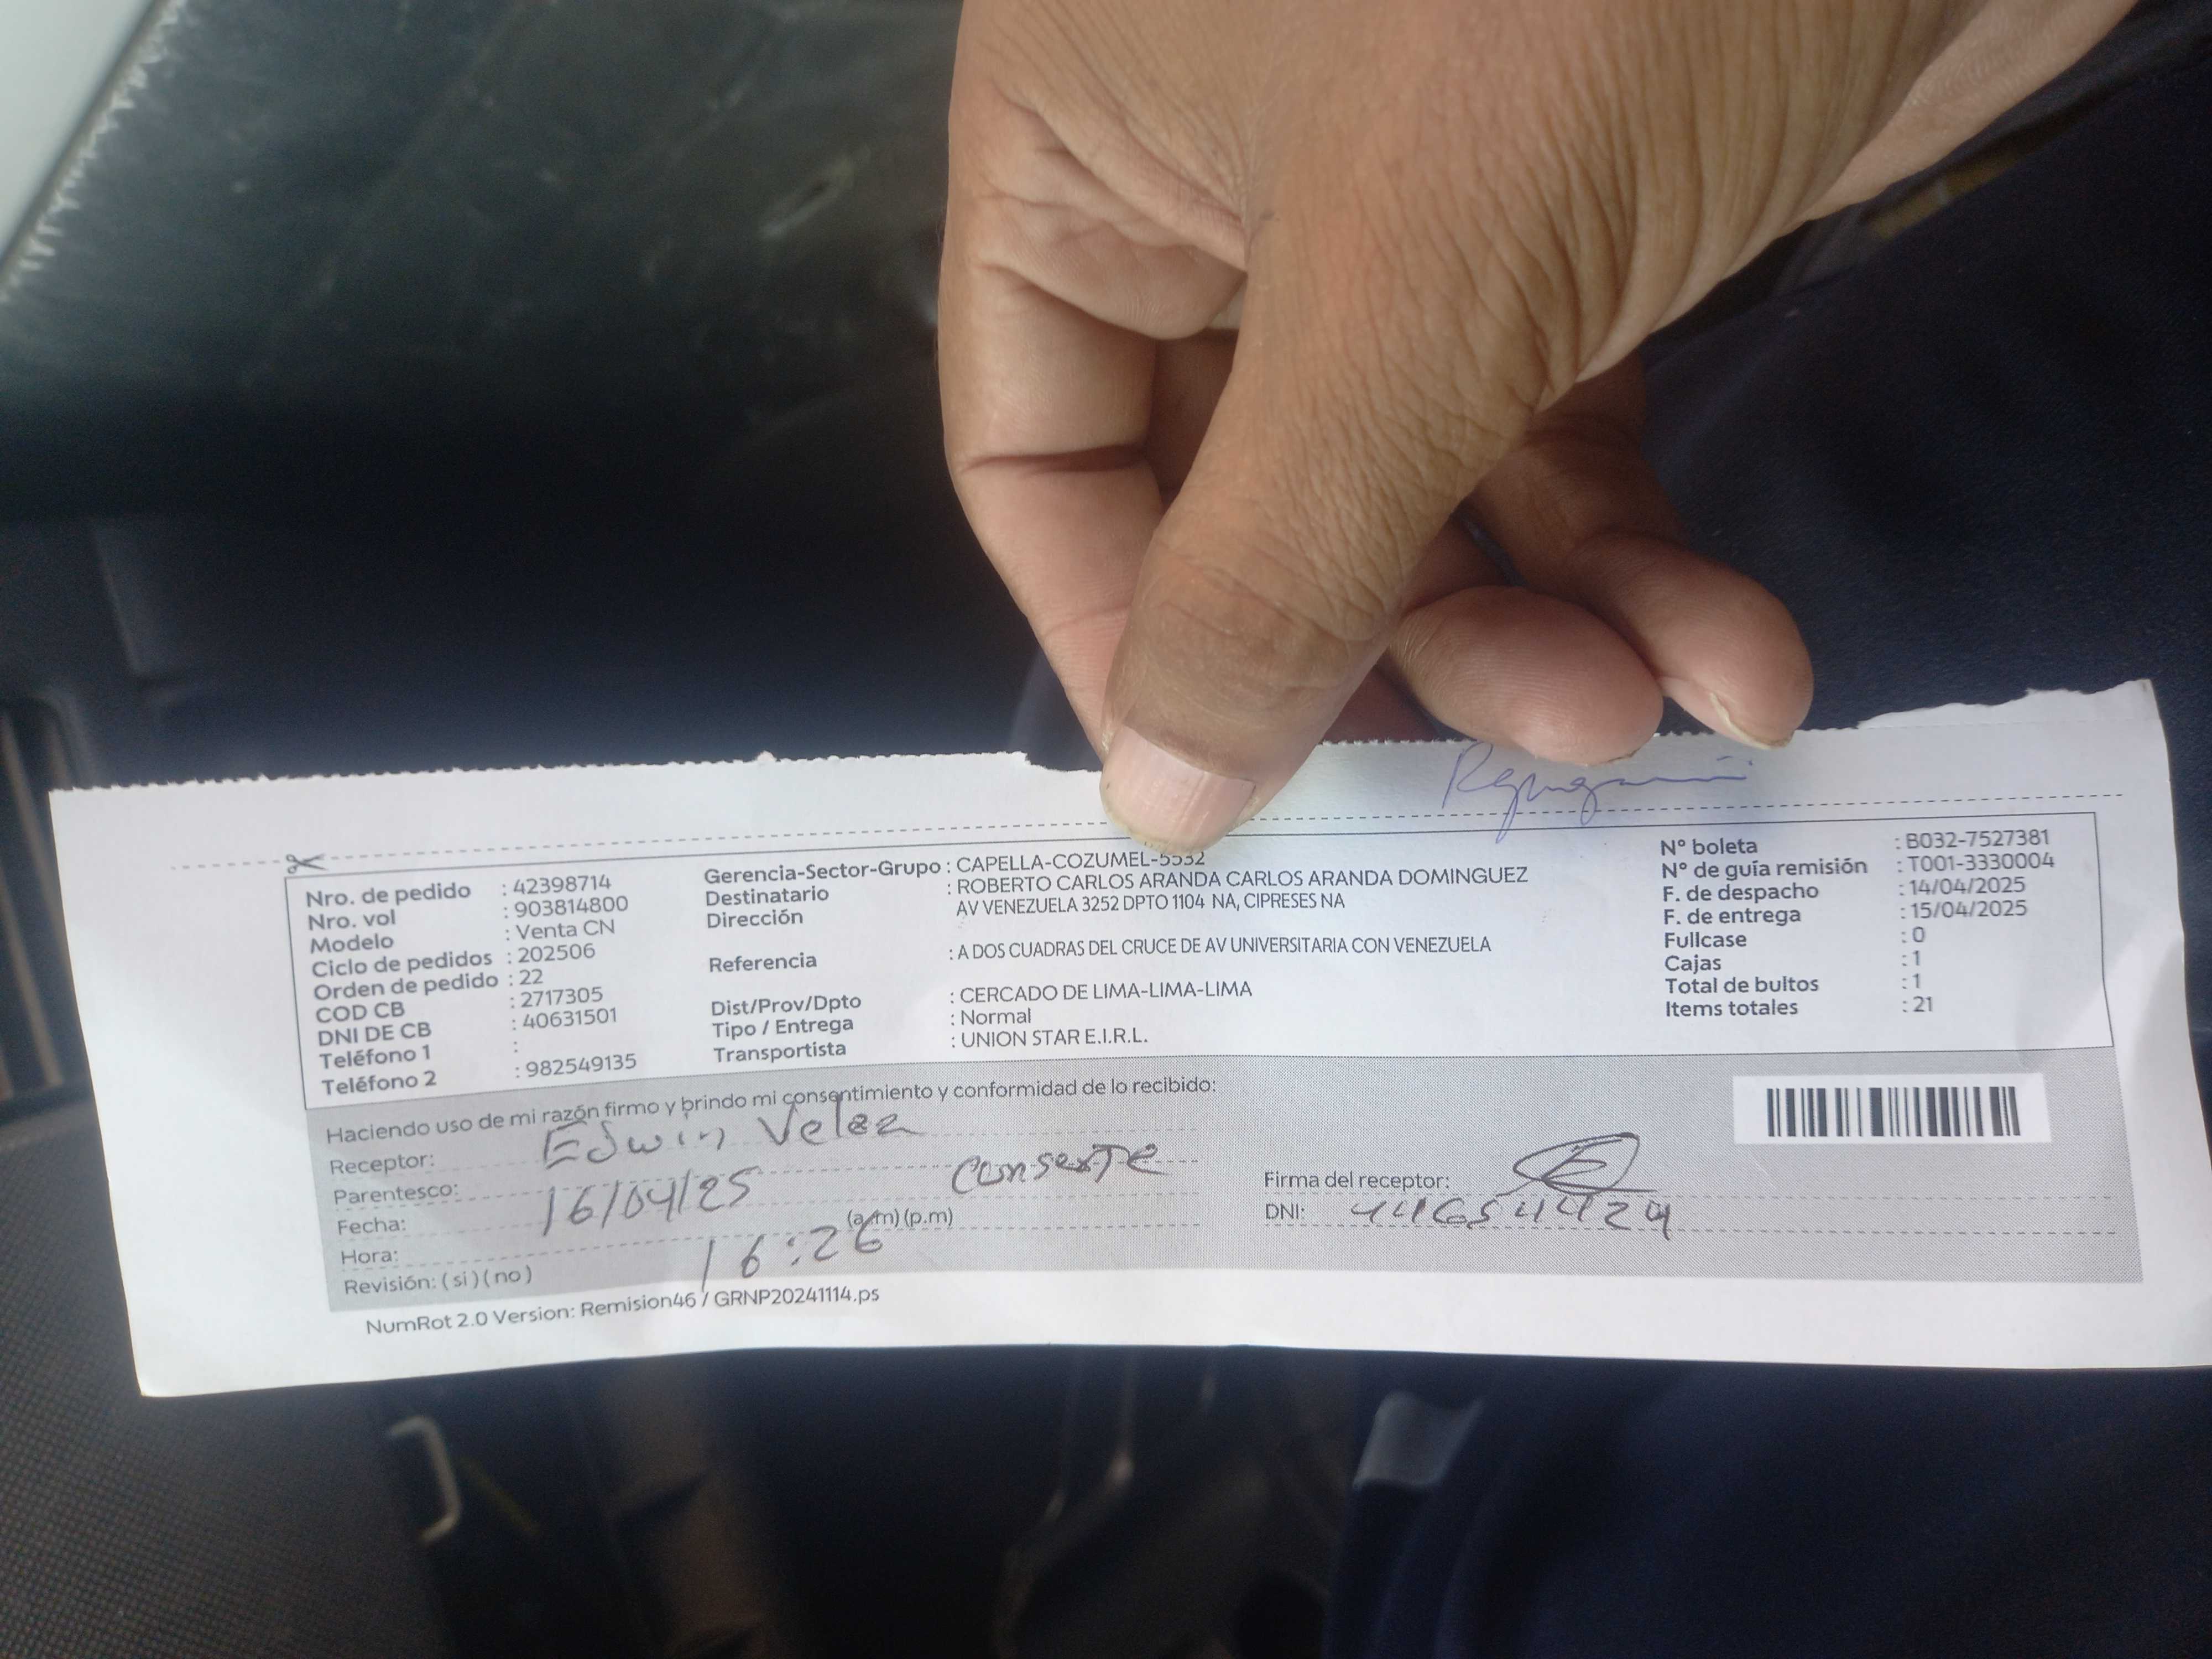 Nro. de pedido : 42398714
Nro. vol : 903814800
Modelo : Venta CN
Ciclo de pedidos : 202506
Orden de pedido : 22
COD CB : 2717305
DNI DE CB : 40631501
Teléfono 1 :
Teléfono 2 : 982549135
Gerencia-Sector-Grupo : CAPELLA-COZUMEL-5532
Destinatario : ROBERTO CARLOS ARANDA CARLOS ARANDA DOMINGUEZ
Dirección AV VENEZUELA 3252 DPTO 1104 NA, CIPRESES NA
Referencia : A DOS CUADRAS DEL CRUCE DE AV UNIVERSITARIA CON VENEZUELA
Dist/Prov/Dpto : CERCADO DE LIMA-LIMA-LIMA
Tipo / Entrega : Normal
Transportista : UNION STAR E.I.R.L.
N° boleta : B032-7527381
N° de guía remisión : T001-3330004
F. de despacho : 14/04/2025
F. de entrega : 15/04/2025
Fullcase : 0
Cajas : 1
Total de bultos : 1
Items totales : 21
Haciendo uso de mi razón firmo y brindo mi consentimiento y conformidad de lo recibido:
Receptor: Edwin
Parentesco: conserte
Fecha: 16/04/25
Hora: 16:26 (a.m) (p.m)
Revisión: ( si ) ( no )
Firma del receptor:
DNI:
NumRot 2.0 Version: Remision46 / GRNP20241114.ps